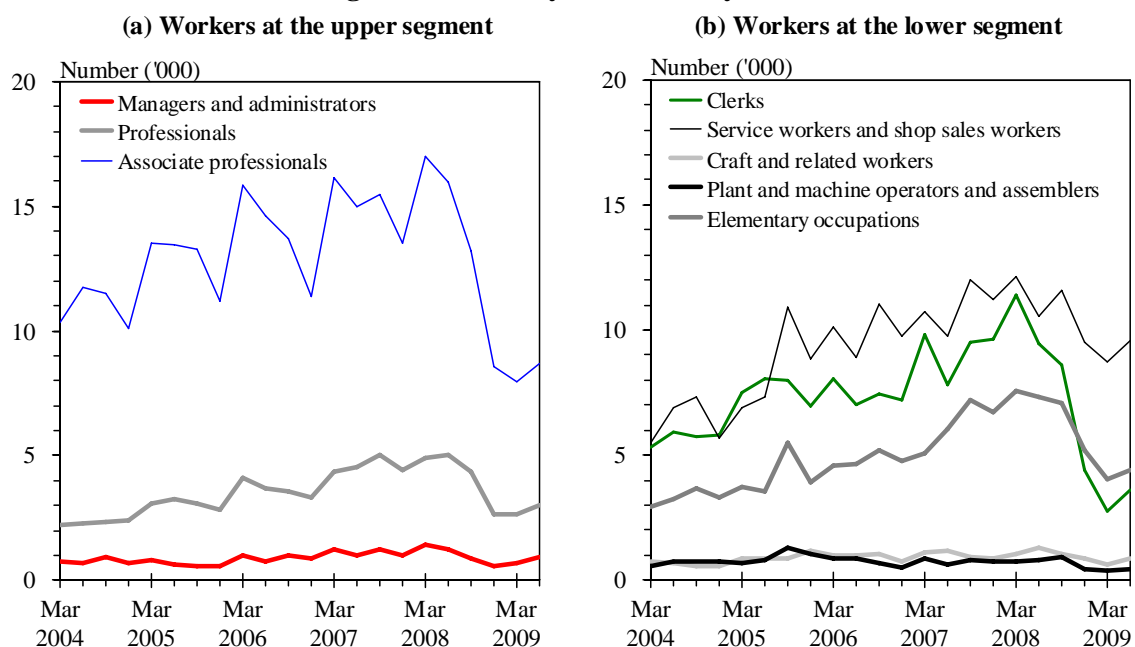 (a) Workers at the upper segment
Number ('000)
20
15
10
5
0
Managers and administrators
Professionals
Associate professionals
Mar Mar Mar Mar Mar Mar
2004 2005 2006 2007 2008 2009
(b) Workers at the lower segment
Number ('000)
20
15
10
5
0
Clerks
Service workers and shop sales workers
Craft and related workers
Plant and machine operators and assemblers
Elementary occupations
Mar Mar Mar Mar Mar Mar
2004 2005 2006 2007 2008 2009